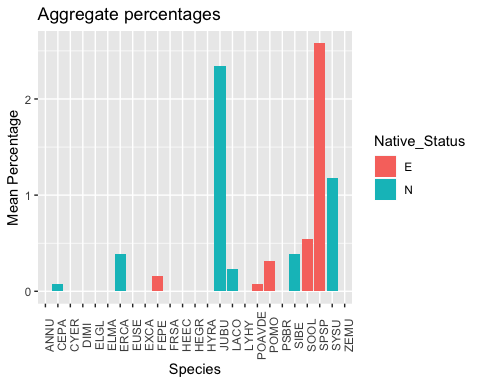 Aggregate percentages
Mean Percentage
2
1
0
ANNU
CEPA
CYER
DIMI
ELGL
ELMA
ERCA
EUSE
EXCA
FEPE
FRSA
HEEC
HEGR
HYRA
JUBU
LACO
LYHY
POAVDE
POMO
PSBR
SIBE
SOOL
SPSP
SYSU
ZEMU
Species
Native_Status
E
N